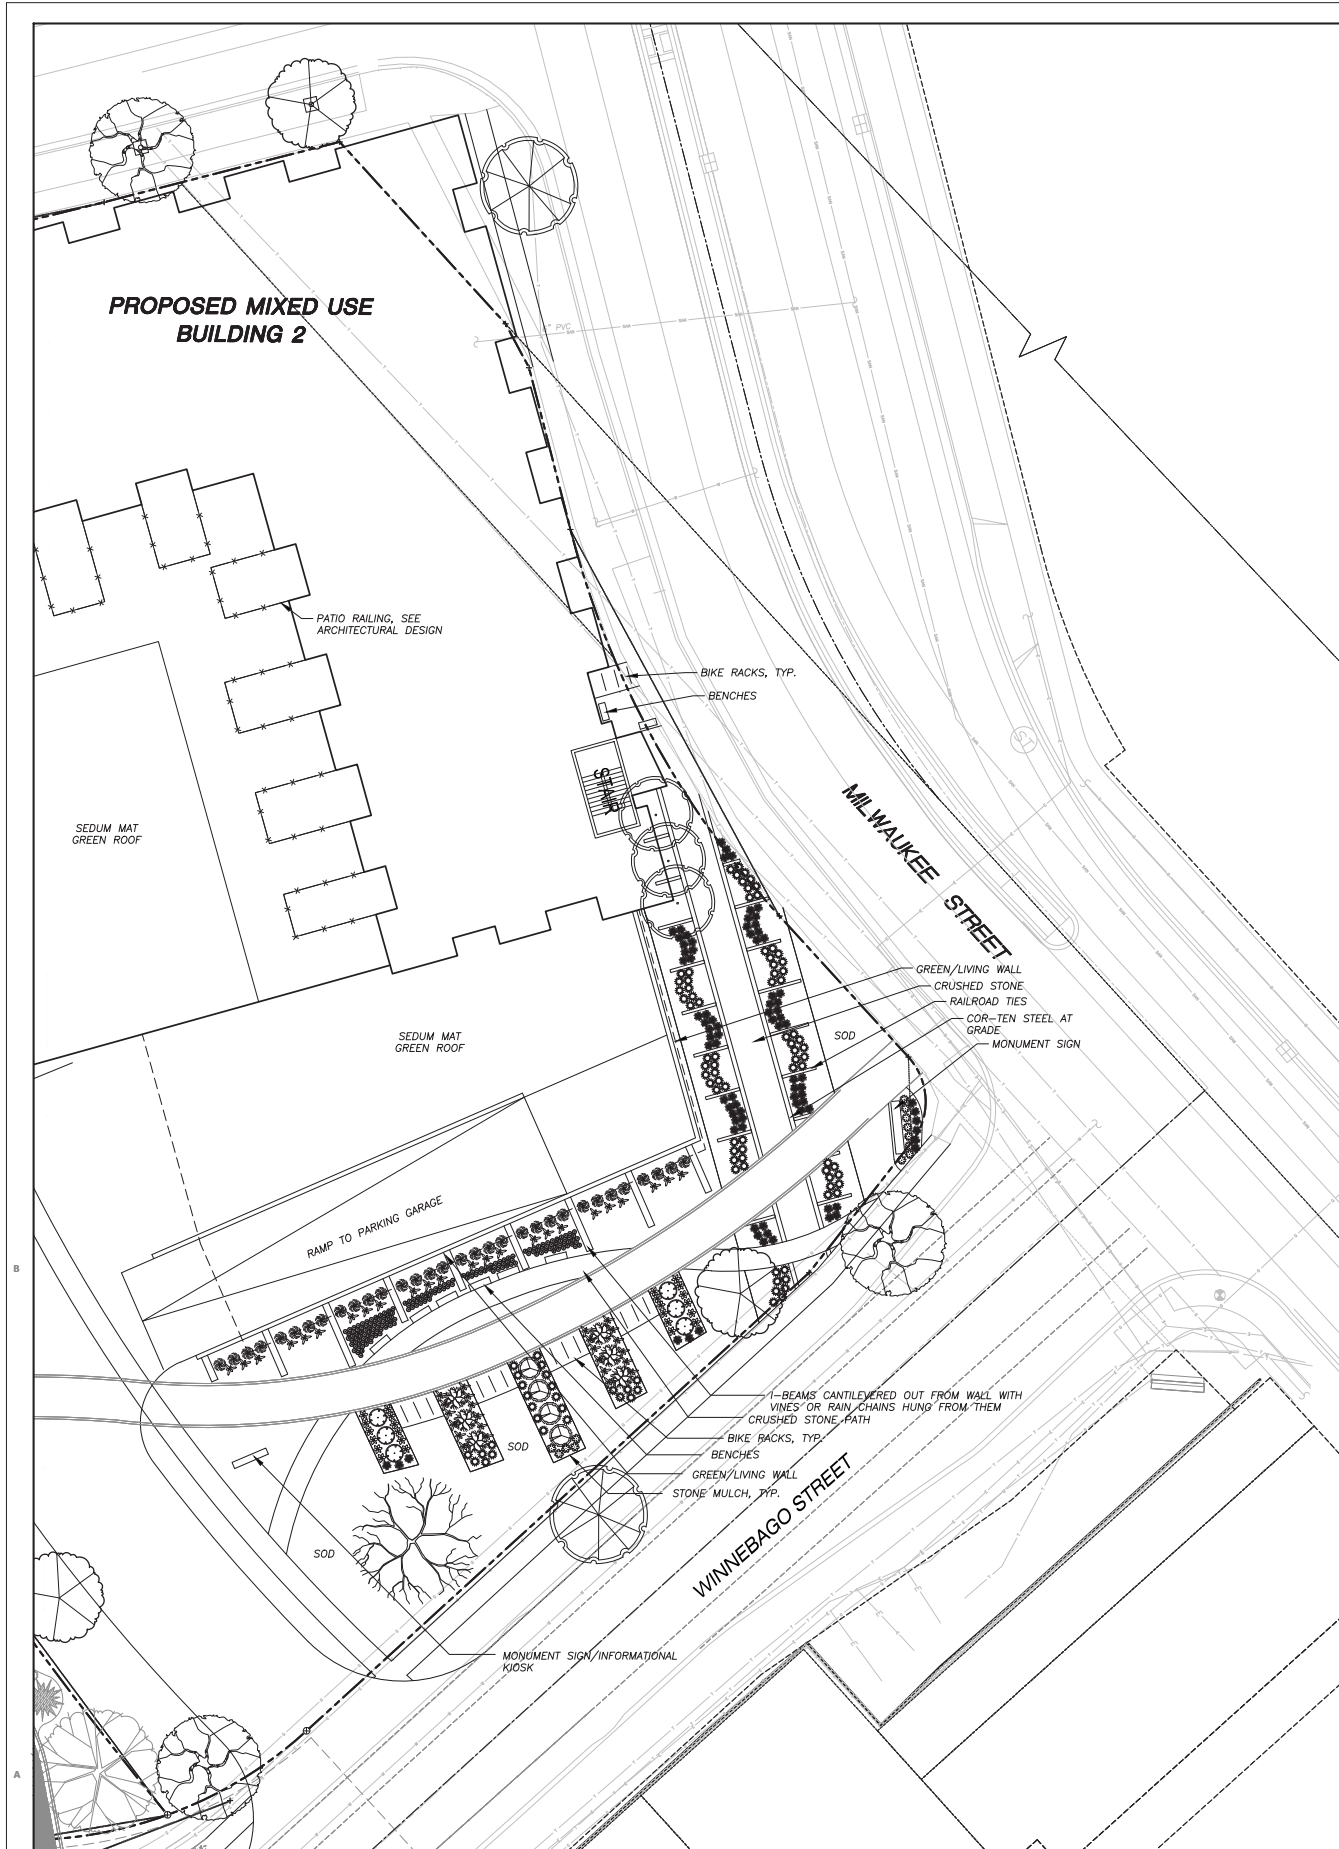 PROPOSED MIXED USE
BUILDING 2
6" PVC
PATIO RAILING, SEE
ARCHITECTURAL DESIGN
BIKE RACKS, TYP.
BENCHES
STAIR
MILWAUKEE STREET
SEDUM MAT
GREEN ROOF
GREEN/LIVING WALL
CRUSHED STONE
RAILROAD TIES
COR-TEN STEEL AT
GRADE
MONUMENT SIGN
SOD
SEDUM MAT
GREEN ROOF
RAMP TO PARKING GARAGE
B
I-BEAMS CANTILEVERED OUT FROM WALL WITH
VINES OR RAIN CHAINS HUNG FROM THEM
CRUSHED STONE PATH
BIKE RACKS, TYP.
BENCHES
GREEN/LIVING WALL
STONE MULCH, TYP.
SOD
WINNEBAGO STREET
SOD
MONUMENT SIGN/INFORMATIONAL
KIOSK
A